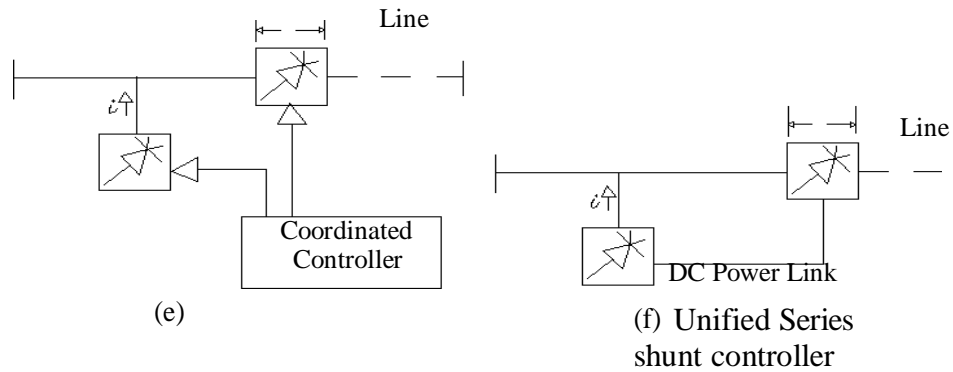 Line
i
Coordinated
Controller
(e)
Line
i
DC Power Link
(f) Unified Series
shunt controller